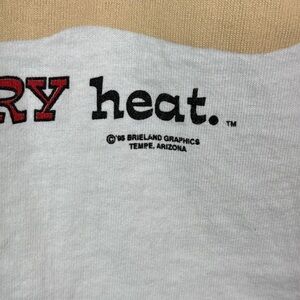 RY heat.™
©'95 BRIELAND GRAPHICS
TEMPE, ARIZONA